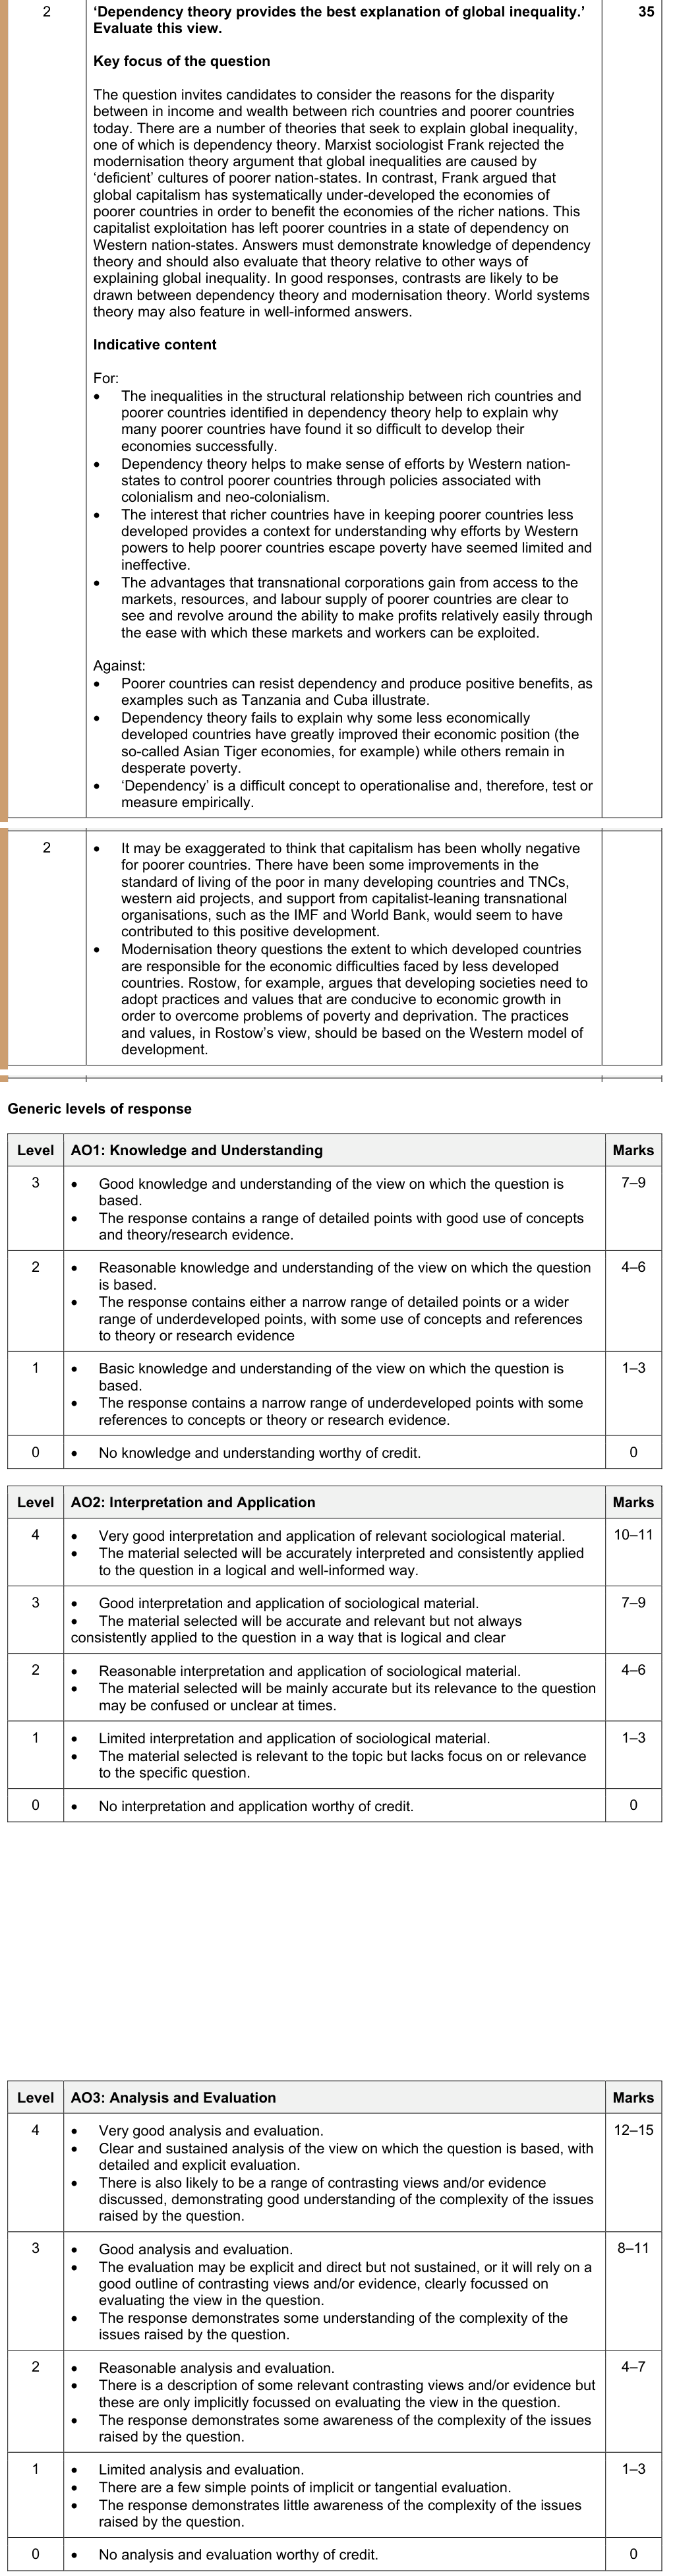 2 ‘Dependency theory provides the best explanation of global inequality.’ 35
Evaluate this view.
Key focus of the question
The question invites candidates to consider the reasons for the disparity
between in income and wealth between rich countries and poorer countries
today. There are a number of theories that seek to explain global inequality,
one of which is dependency theory. Marxist sociologist Frank rejected the
modernisation theory argument that global inequalities are caused by
‘deficient’ cultures of poorer nation-states. In contrast, Frank argued that
global capitalism has systematically under-developed the economies of
poorer countries in order to benefit the economies of the richer nations. This
capitalist exploitation has left poorer countries in a state of dependency on
Western nation-states. Answers must demonstrate knowledge of dependency
theory and should also evaluate that theory relative to other ways of
explaining global inequality. In good responses, contrasts are likely to be
drawn between dependency theory and modernisation theory. World systems
theory may also feature in well-informed answers.
Indicative content
For:
• The inequalities in the structural relationship between rich countries and
poorer countries identified in dependency theory help to explain why
many poorer countries have found it so difficult to develop their
economies successfully.
• Dependency theory helps to make sense of efforts by Western nation-
states to control poorer countries through policies associated with
colonialism and neo-colonialism.
• The interest that richer countries have in keeping poorer countries less
developed provides a context for understanding why efforts by Western
powers to help poorer countries escape poverty have seemed limited and
ineffective.
• The advantages that transnational corporations gain from access to the
markets, resources, and labour supply of poorer countries are clear to
see and revolve around the ability to make profits relatively easily through
the ease with which these markets and workers can be exploited.
Against:
• Poorer countries can resist dependency and produce positive benefits, as
examples such as Tanzania and Cuba illustrate.
• Dependency theory fails to explain why some less economically
developed countries have greatly improved their economic position (the
so-called Asian Tiger economies, for example) while others remain in
desperate poverty.
• ‘Dependency’ is a difficult concept to operationalise and, therefore, test or
measure empirically.
2 • It may be exaggerated to think that capitalism has been wholly negative
for poorer countries. There have been some improvements in the
standard of living of the poor in many developing countries and TNCs,
western aid projects, and support from capitalist-leaning transnational
organisations, such as the IMF and World Bank, would seem to have
contributed to this positive development.
• Modernisation theory questions the extent to which developed countries
are responsible for the economic difficulties faced by less developed
countries. Rostow, for example, argues that developing societies need to
adopt practices and values that are conducive to economic growth in
order to overcome problems of poverty and deprivation. The practices
and values, in Rostow’s view, should be based on the Western model of
development.
Generic levels of response
Level AO1: Knowledge and Understanding Marks
3 • Good knowledge and understanding of the view on which the question is 7–9
based.
• The response contains a range of detailed points with good use of concepts
and theory/research evidence.
2 • Reasonable knowledge and understanding of the view on which the question 4–6
is based.
• The response contains either a narrow range of detailed points or a wider
range of underdeveloped points, with some use of concepts and references
to theory or research evidence
1 • Basic knowledge and understanding of the view on which the question is 1–3
based.
• The response contains a narrow range of underdeveloped points with some
references to concepts or theory or research evidence.
0 • No knowledge and understanding worthy of credit. 0
Level AO2: Interpretation and Application Marks
4 • Very good interpretation and application of relevant sociological material. 10–11
• The material selected will be accurately interpreted and consistently applied
to the question in a logical and well-informed way.
3 • Good interpretation and application of sociological material. 7–9
• The material selected will be accurate and relevant but not always
consistently applied to the question in a way that is logical and clear
2 • Reasonable interpretation and application of sociological material. 4–6
• The material selected will be mainly accurate but its relevance to the question
may be confused or unclear at times.
1 • Limited interpretation and application of sociological material. 1–3
• The material selected is relevant to the topic but lacks focus on or relevance
to the specific question.
0 • No interpretation and application worthy of credit. 0
Level AO3: Analysis and Evaluation Marks
4 • Very good analysis and evaluation. 12–15
• Clear and sustained analysis of the view on which the question is based, with
detailed and explicit evaluation.
• There is also likely to be a range of contrasting views and/or evidence
discussed, demonstrating good understanding of the complexity of the issues
raised by the question.
3 • Good analysis and evaluation. 8–11
• The evaluation may be explicit and direct but not sustained, or it will rely on a
good outline of contrasting views and/or evidence, clearly focussed on
evaluating the view in the question.
• The response demonstrates some understanding of the complexity of the
issues raised by the question.
2 • Reasonable analysis and evaluation. 4–7
• There is a description of some relevant contrasting views and/or evidence but
these are only implicitly focussed on evaluating the view in the question.
• The response demonstrates some awareness of the complexity of the issues
raised by the question.
1 • Limited analysis and evaluation. 1–3
• There are a few simple points of implicit or tangential evaluation.
• The response demonstrates little awareness of the complexity of the issues
raised by the question.
0 • No analysis and evaluation worthy of credit. 0